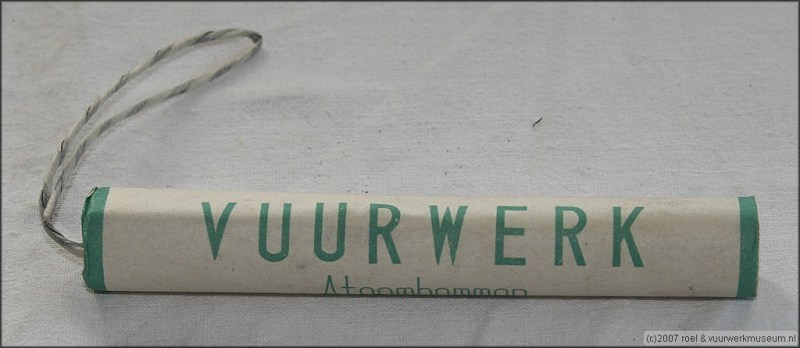 VUURWERK
Atoombommen
(c)2007 roel & vuurwerkmuseum.nl